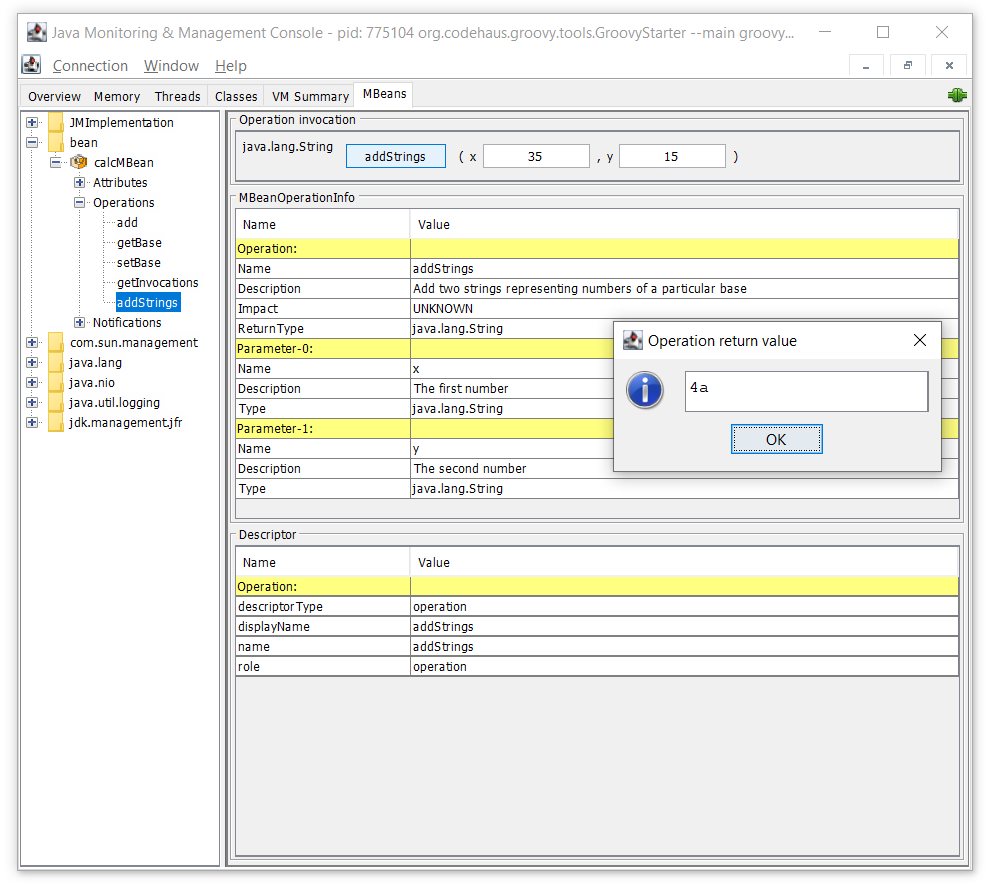 Java Monitoring & Management Console - pid: 775104 org.codehaus.groovy.tools.GroovyStarter --main groovy...
Connection Window Help
Overview Memory Threads Classes VM Summary MBeans
JMImplementation
bean
calcMBean
Attributes
Operations
add
getBase
setBase
getInvocations
addStrings
Notifications
com.sun.management
java.lang
java.nio
java.util.logging
jdk.management.jfr
Operation invocation
java.lang.String addStrings ( x 35 , y 15 )
MBeanOperationInfo
Name Value
Operation:
Name addStrings
Description Add two strings representing numbers of a particular base
Impact UNKNOWN
ReturnType java.lang.String
Parameter-0:
Name x
Description The first number
Type java.lang.String
Parameter-1:
Name y
Description The second number
Type java.lang.String
Descriptor
Name Value
Operation:
descriptorType operation
displayName addStrings
name addStrings
role operation
Operation return value
4a
OK